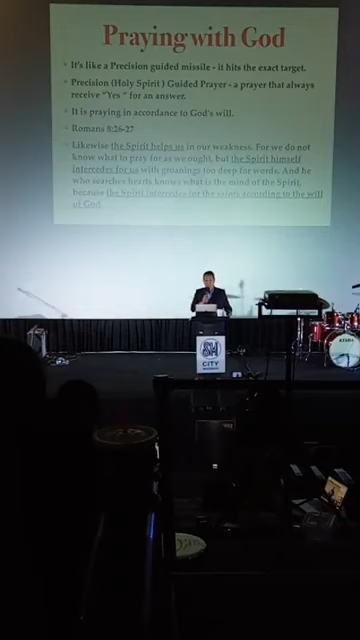 Praying with God
It's like a Precision guided missile - it hits the exact target.
Precision (Holy Spirit ) Guided Prayer - a prayer that always
receive "Yes " for an answer.
It is praying in accordance to God's will.
Romans 8:26-27
Likewise the Spirit helps us in our weakness. For we do not
know what to pray for as we ought, but the Spirit himself
intercedes for us with groanings too deep for words. And he
who searches hearts knows what is the mind of the Spirit,
because the Spirit intercedes for the saints according to the will
of God.
CITY